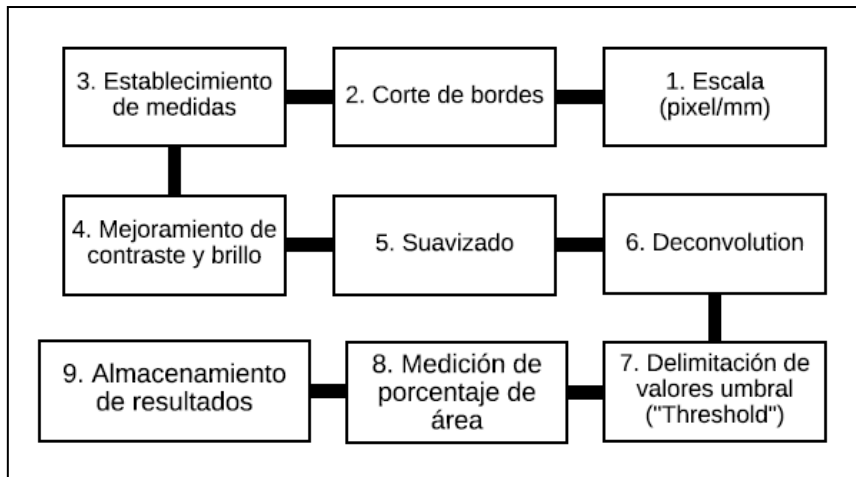 3. Establecimiento
de medidas
2. Corte de bordes
1. Escala
(pixel/mm)
4. Mejoramiento de
contraste y brillo
5. Suavizado
6. Deconvolution
9. Almacenamiento
de resultados
8. Medición de
porcentaje de
área
7. Delimitación de
valores umbral
("Threshold")